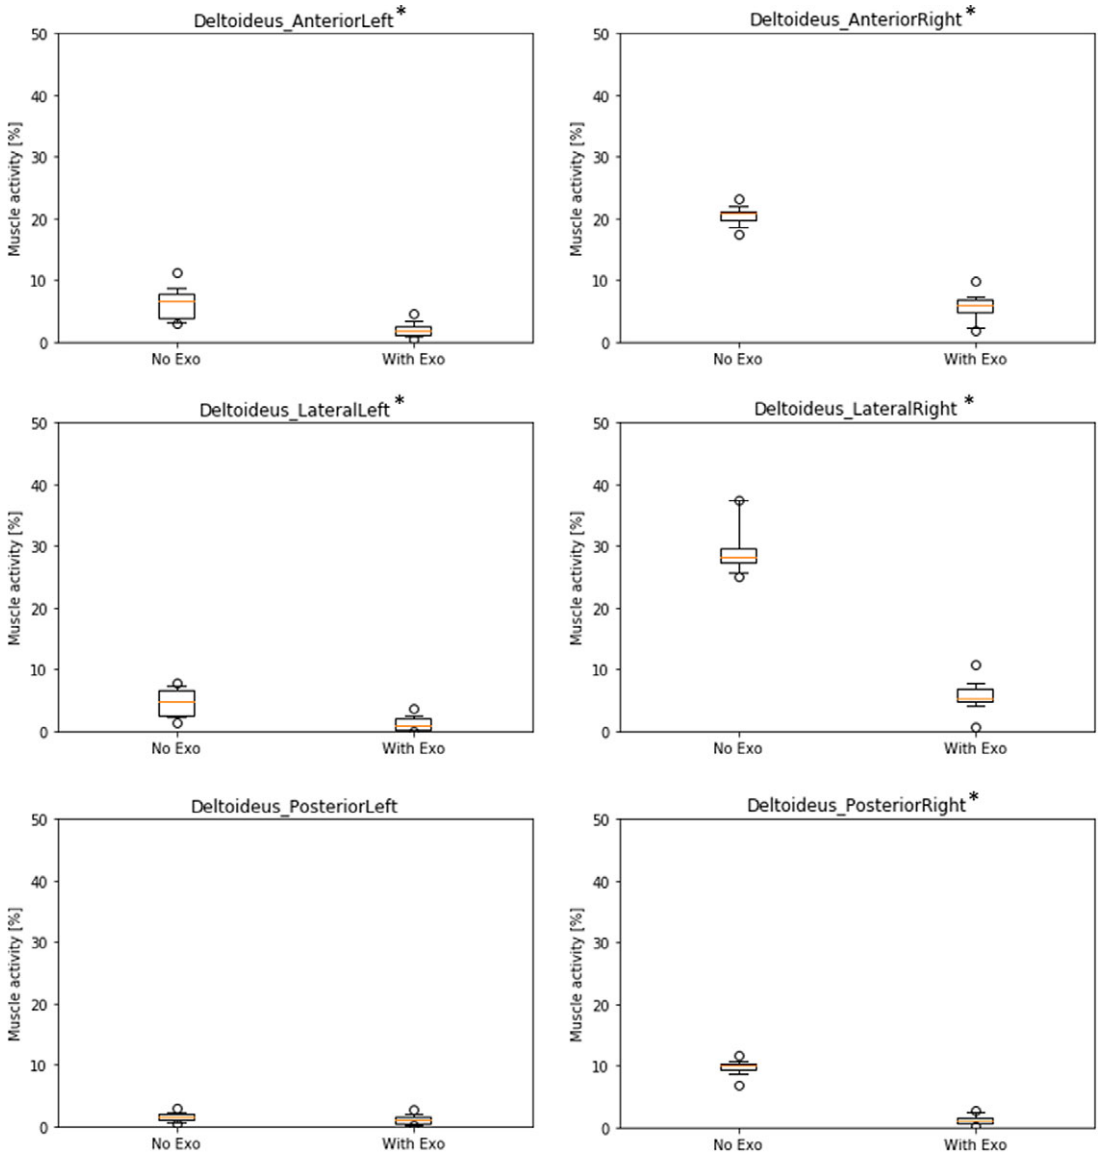 Deltoideus_AnteriorLeft *
50
40
30
20
10
0
Muscle activity [%]
No Exo
With Exo
Deltoideus_AnteriorRight *
50
40
30
20
10
0
Muscle activity [%]
No Exo
With Exo
Deltoideus_LateralLeft *
50
40
30
20
10
0
Muscle activity [%]
No Exo
With Exo
Deltoideus_LateralRight *
50
40
30
20
10
0
Muscle activity [%]
No Exo
With Exo
Deltoideus_PosteriorLeft
50
40
30
20
10
0
Muscle activity [%]
No Exo
With Exo
Deltoideus_PosteriorRight *
50
40
30
20
10
0
Muscle activity [%]
No Exo
With Exo